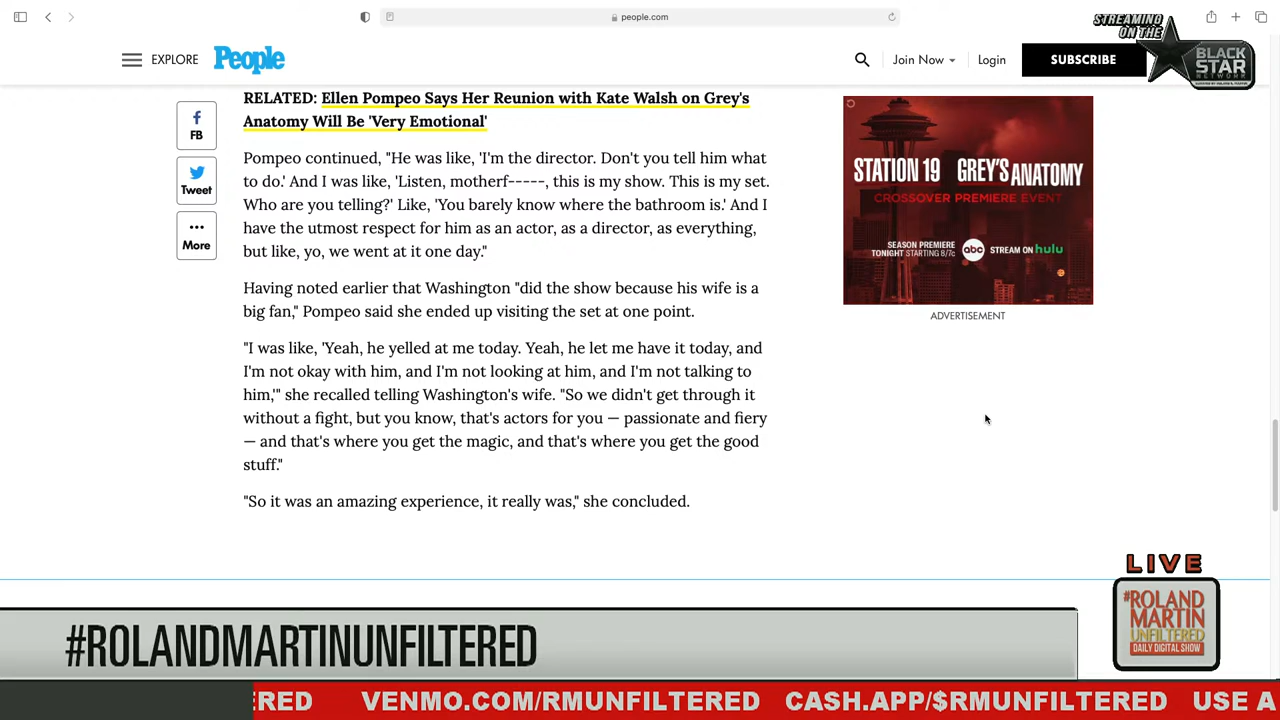 people.com
STREAMING
ON THE
BLACK
STAR
NETWORK
EXPLORE
People
Join Now
Login
SUBSCRIBE
RELATED: Ellen Pompeo Says Her Reunion with Kate Walsh on Grey's
Anatomy Will Be 'Very Emotional'
FB
Tweet
More
Pompeo continued, "He was like, 'I'm the director. Don't you tell him what
to do.' And I was like, 'Listen, motherf-----, this is my show. This is my set.
Who are you telling?' Like, 'You barely know where the bathroom is.' And I
have the utmost respect for him as an actor, as a director, as everything,
but like, yo, we went at it one day."
Having noted earlier that Washington "did the show because his wife is a
big fan," Pompeo said she ended up visiting the set at one point.
"I was like, 'Yeah, he yelled at me today. Yeah, he let me have it today, and
I'm not okay with him, and I'm not looking at him, and I'm not talking to
him,'" she recalled telling Washington's wife. "So we didn't get through it
without a fight, but you know, that's actors for you — passionate and fiery
— and that's where you get the magic, and that's where you get the good
stuff."
"So it was an amazing experience, it really was," she concluded.
STATION 19 GREY'S ANATOMY
CROSSOVER PREMIERE EVENT
SEASON PREMIERE
TONIGHT STARTING 8/7c
abc
STREAM ON hulu
ADVERTISEMENT
LIVE
#ROLAND
MARTIN
UNFILTERED
DAILY DIGITAL SHOW
#ROLANDMARTINUNFILTERED
ERED VENMO.COM/RMUNFILTERED CASH.APP/$RMUNFILTERED USE A